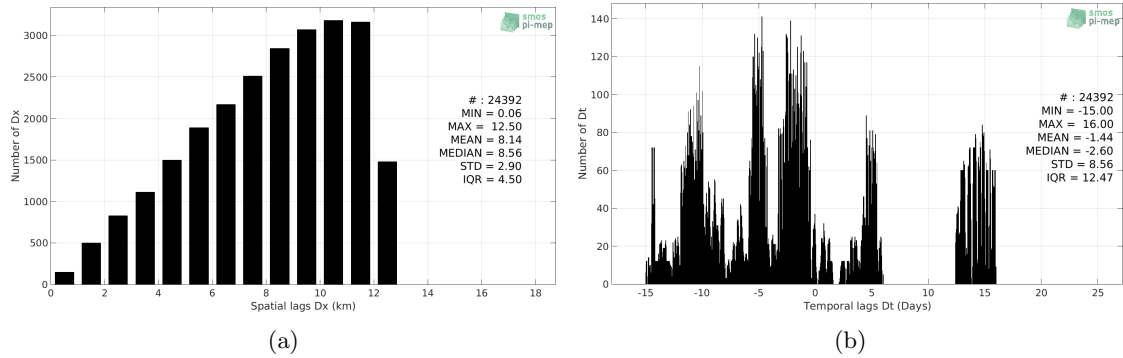 smos
pi-mep
Number of Dx
3000
2500
2000
1500
1000
500
0
# : 24392
MIN = 0.06
MAX = 12.50
MEAN = 8.14
MEDIAN = 8.56
STD = 2.90
IQR = 4.50
0 2 4 6 8 10 12 14 16 18
Spatial lags Dx (km)
(a)
smos
pi-mep
Number of Dt
140
120
100
80
60
40
20
0
# : 24392
MIN = -15.00
MAX = 16.00
MEAN = -1.44
MEDIAN = -2.60
STD = 8.56
IQR = 12.47
-15 -10 -5 0 5 10 15 20 25
Temporal lags Dt (Days)
(b)